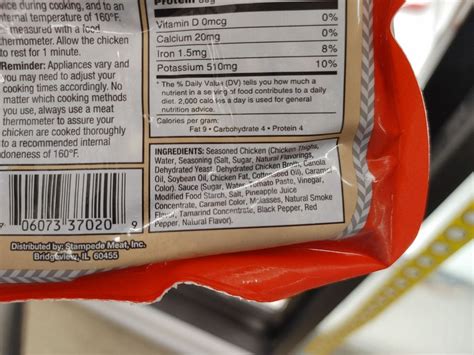 during cooking, and to an
internal temperature of 160°F.
measured with a food
thermometer. Allow the chicken
to rest for 1 minute.
Reminder: Appliances vary and
you may need to adjust your
cooking times accordingly. No
matter which cooking methods
you use, always use a meat
thermometer to assure your
chicken are cooked thoroughly
to a recommended internal
doneness of 160°F.
06073 37020 9
Distributed by: Stampede Meat, Inc.
Bridgeview, IL 60455
Protein
Vitamin D 0mcg 0%
Calcium 20mg 0%
Iron 1.5mg 8%
Potassium 510mg 10%
* The % Daily Value (DV) tells you how much a
nutrient in a serving of food contributes to a daily
diet. 2,000 calories a day is used for general
nutrition advice.
Calories per gram:
Fat 9 • Carbohydrate 4 • Protein 4
INGREDIENTS: Seasoned Chicken (Chicken Thighs,
Water, Seasoning (Salt, Sugar, Natural Flavorings,
Dehydrated Yeast, Dehydrated Chicken Broth, Canola
Oil, Soybean Oil, Chicken Fat, Cottonseed Oil), Caramel
Color). Sauce (Sugar, Water, Tomato Paste, Vinegar,
Modified Food Starch, Salt, Pineapple Juice
Concentrate, Caramel Color, Molasses, Natural Smoke
Flavor, Tamarind Concentrate, Black Pepper, Red
Pepper, Natural Flavor).